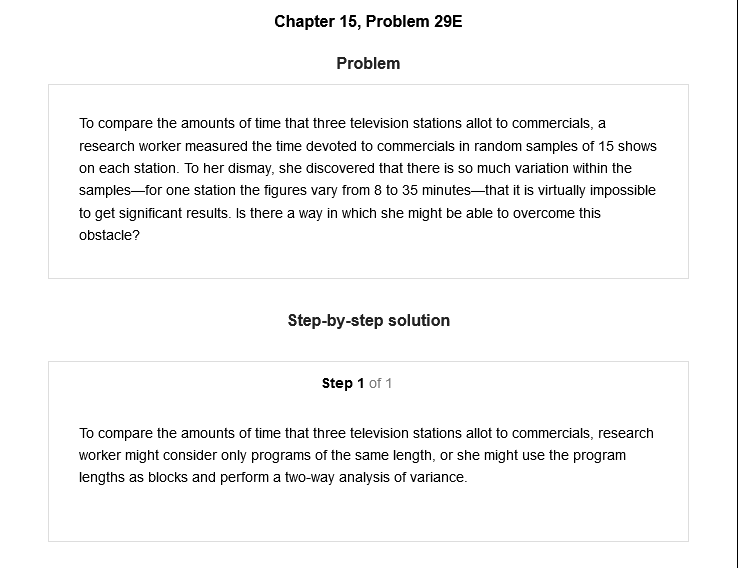 Chapter 15, Problem 29E
Problem
To compare the amounts of time that three television stations allot to commercials, a
research worker measured the time devoted to commercials in random samples of 15 shows
on each station. To her dismay, she discovered that there is so much variation within the
samples—for one station the figures vary from 8 to 35 minutes—that it is virtually impossible
to get significant results. Is there a way in which she might be able to overcome this
obstacle?
Step-by-step solution
Step 1 of 1
To compare the amounts of time that three television stations allot to commercials, research
worker might consider only programs of the same length, or she might use the program
lengths as blocks and perform a two-way analysis of variance.